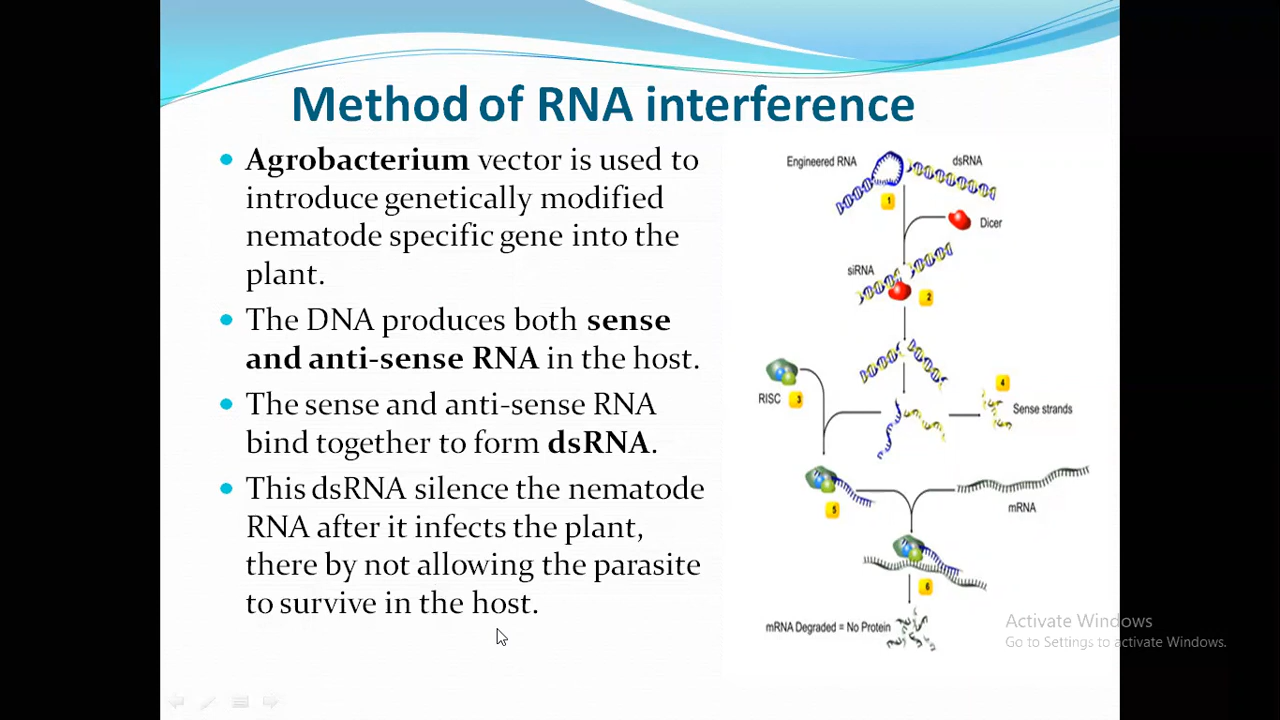 Method of RNA interference
• Agrobacterium vector is used to
introduce genetically modified
nematode specific gene into the
plant.
• The DNA produces both sense
and anti-sense RNA in the host.
• The sense and anti-sense RNA
bind together to form dsRNA.
• This dsRNA silence the nematode
RNA after it infects the plant,
there by not allowing the parasite
to survive in the host.
Engineered RNA
dsRNA
1
Dicer
siRNA
2
RISC
3
4
Sense strands
5
mRNA
6
mRNA Degraded = No Protein
Activate Windows
Go to Settings to activate Windows.